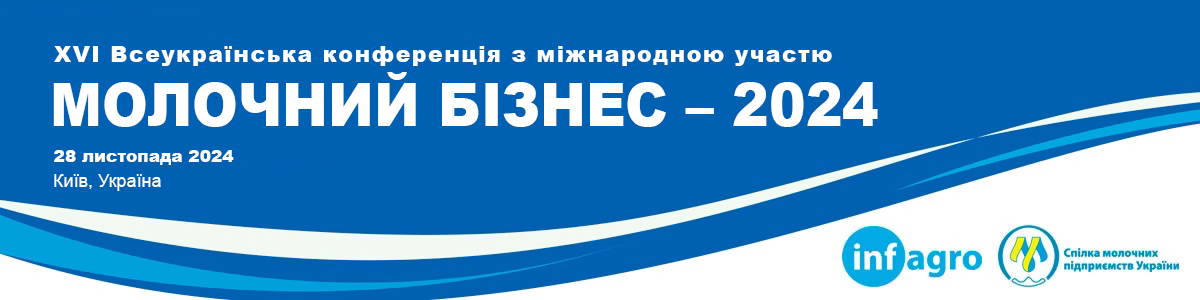 XVI Всеукраїнська конференція з міжнародною участю
МОЛОЧНИЙ БІЗНЕС – 2024
28 листопада 2024
Київ, Україна
infagro
Спілка молочних
підприємств України